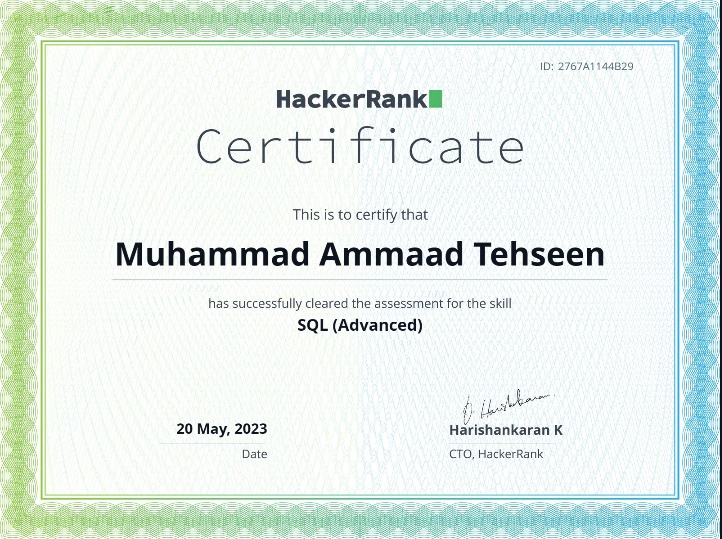 ID: 2767A1144B29
HackerRank
Certificate
This is to certify that
Muhammad Ammaad Tehseen
has successfully cleared the assessment for the skill
SQL (Advanced)
20 May, 2023
Date
Harishankaran K
CTO, HackerRank